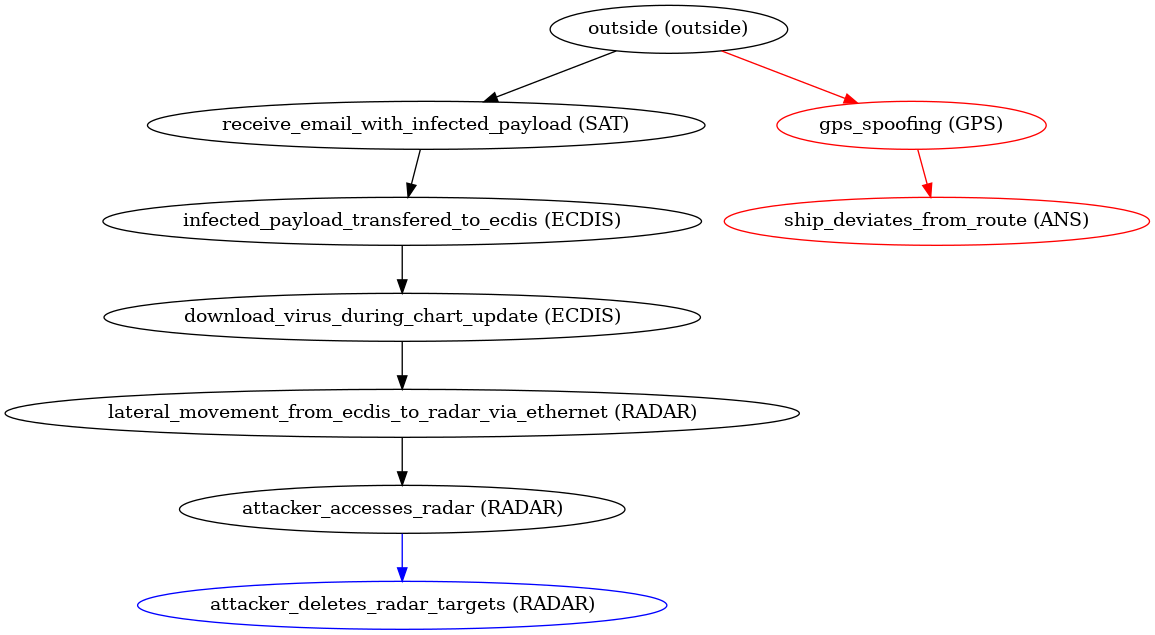 outside (outside)
receive_email_with_infected_payload (SAT)
gps_spoofing (GPS)
infected_payload_transfered_to_ecdis (ECDIS)
ship_deviates_from_route (ANS)
download_virus_during_chart_update (ECDIS)
lateral_movement_from_ecdis_to_radar_via_ethernet (RADAR)
attacker_accesses_radar (RADAR)
attacker_deletes_radar_targets (RADAR)